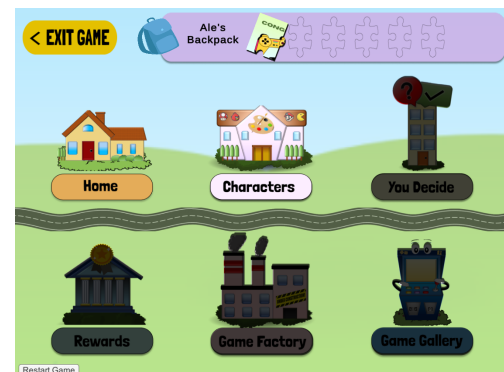 < EXIT GAME
Ale's
Backpack
CONG
Home
Characters
?
You Decide
Rewards
Game Factory
Game Gallery
Restart Game